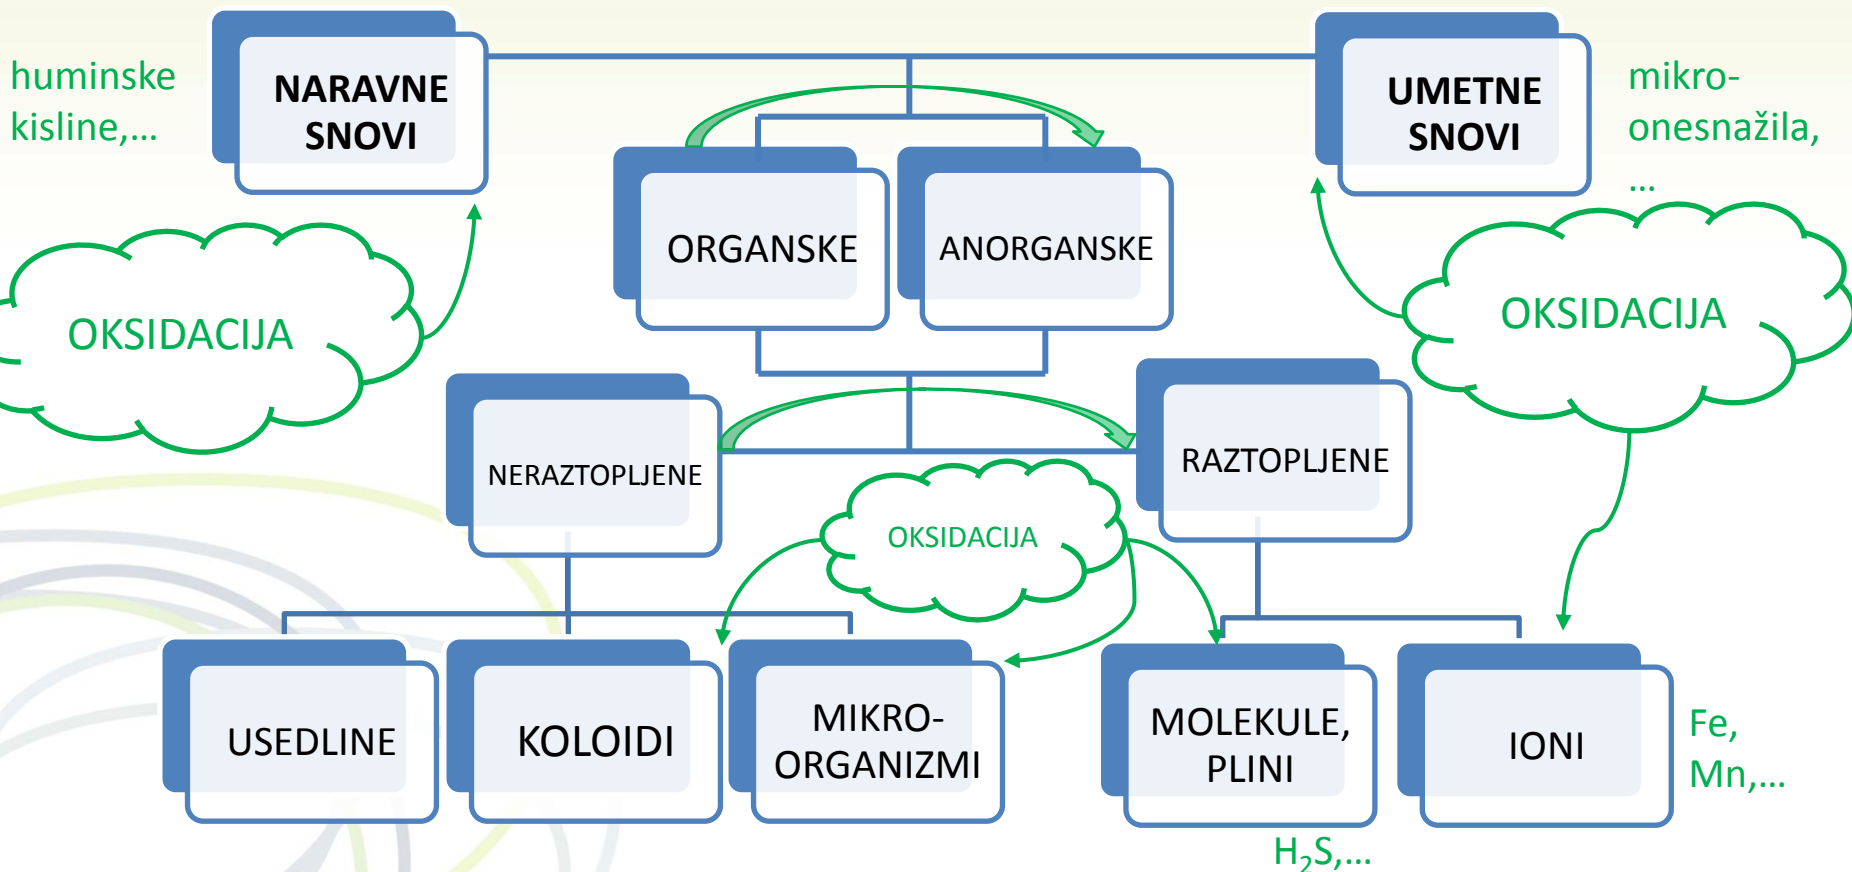 huminske
kisline,...
NARAVNE
SNOVI
UMETNE
SNOVI
mikro-
onesnažila,
...
ORGANSKE
ANORGANSKE
OKSIDACIJA
OKSIDACIJA
NERAZTOPLJENE
RAZTOPLJENE
OKSIDACIJA
USEDLINE
KOLOIDI
MIKRO-
ORGANIZMI
MOLEKULE,
PLINI
IONI
Fe,
Mn,...
H₂S,...